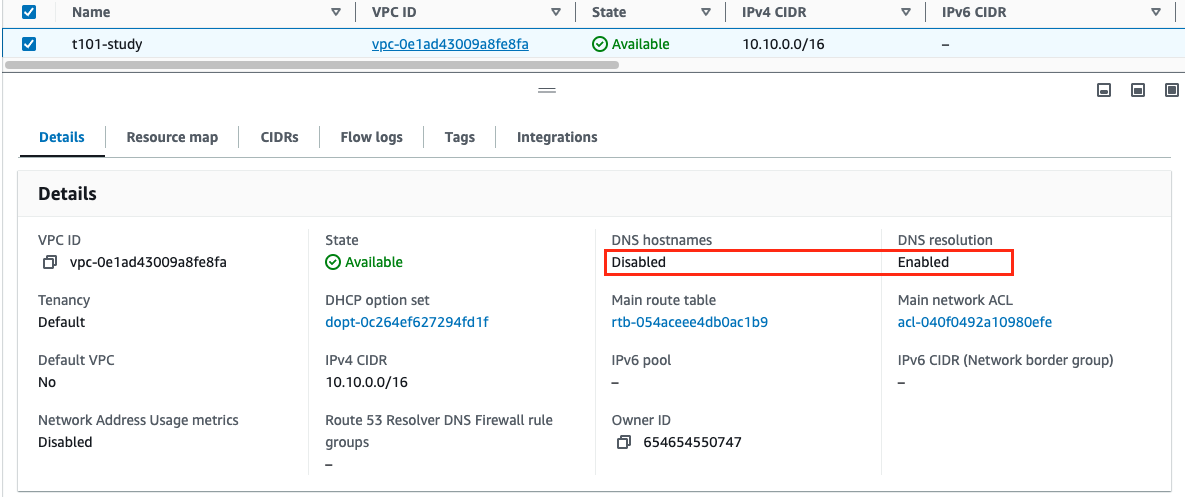 Name VPC ID State IPv4 CIDR IPv6 CIDR
t101-study vpc-0e1ad43009a8fe8fa Available 10.10.0.0/16 –
Details Resource map CIDRs Flow logs Tags Integrations
Details
VPC ID State DNS hostnames DNS resolution
vpc-0e1ad43009a8fe8fa Available Disabled Enabled
Tenancy DHCP option set Main route table Main network ACL
Default dopt-0c264ef627294fd1f rtb-054aceee4db0ac1b9 acl-040f0492a10980efe
Default VPC IPv4 CIDR IPv6 pool IPv6 CIDR (Network border group)
No 10.10.0.0/16 – –
Network Address Usage metrics Route 53 Resolver DNS Firewall rule Owner ID
Disabled groups 654654550747
–